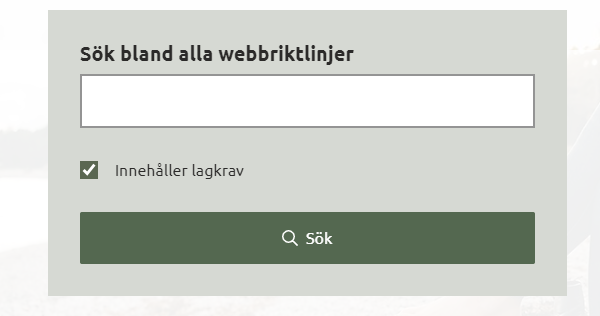 Sök bland alla webbriktlinjer
Innehåller lagkrav
Sök